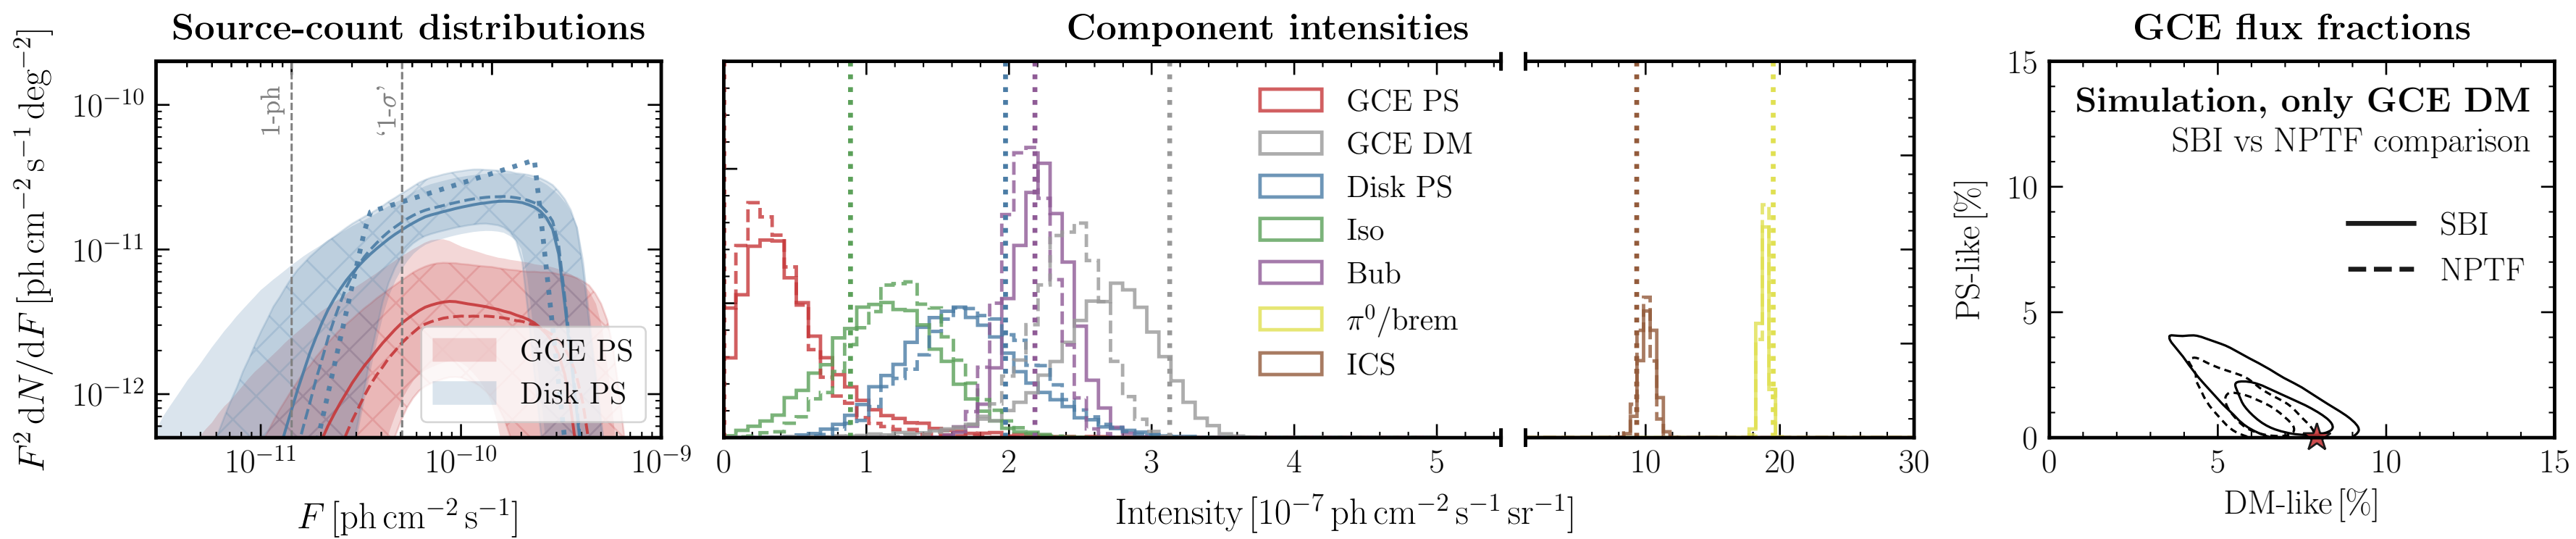 Source-count distributions
F² dN/dF [ph cm⁻² s⁻¹ deg⁻²]
10⁻¹⁰
10⁻¹¹
10⁻¹²
1-ph
‘1-σ’
GCE PS
Disk PS
10⁻¹¹
10⁻¹⁰
10⁻⁹
F [ph cm⁻² s⁻¹]
Component intensities
GCE PS
GCE DM
Disk PS
Iso
Bub
π⁰/brem
ICS
0
1
2
3
4
5
10
20
30
Intensity [10⁻⁷ ph cm⁻² s⁻¹ sr⁻¹]
GCE flux fractions
PS-like [%]
15
10
5
0
Simulation, only GCE DM
SBI vs NPTF comparison
SBI
NPTF
0
5
10
15
DM-like [%]